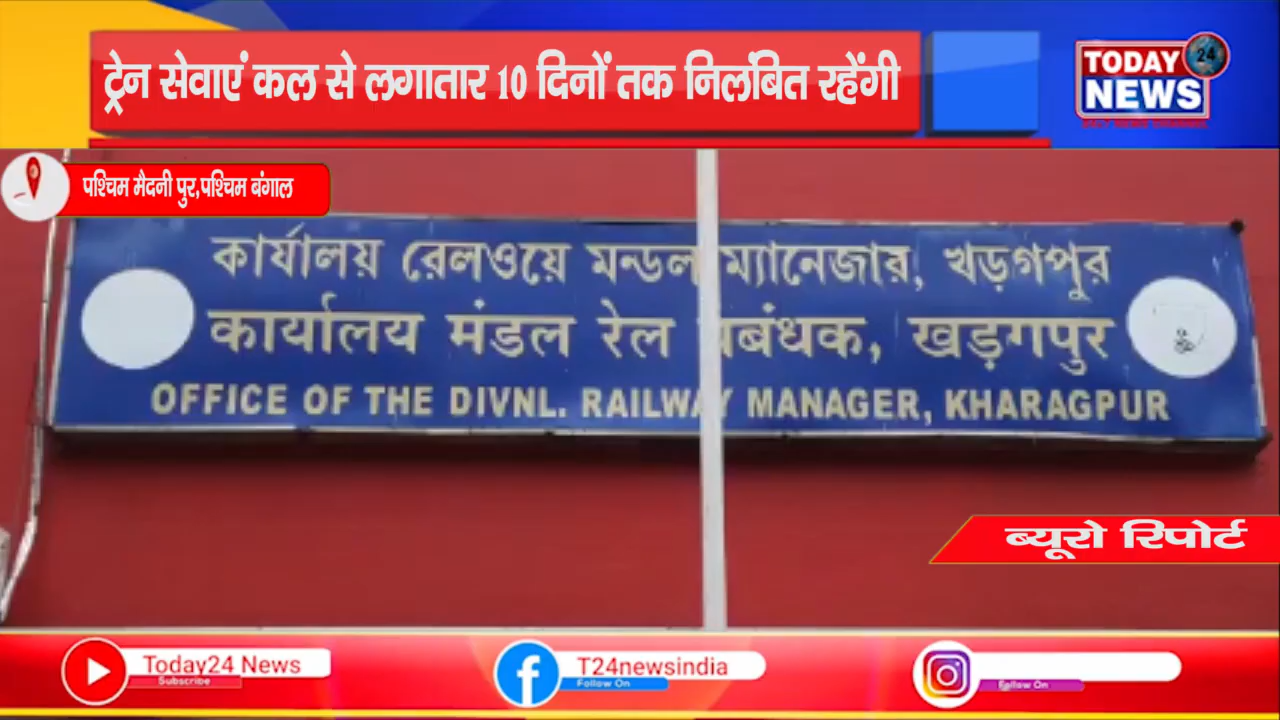 ट्रेन सेवाएं कल से लगातार 10 दिनों तक निलंबित रहेंगी
TODAY 24
NEWS
पश्चिम मैदनी पुर,पश्चिम बंगाल
কার্যালয় রেলওয়ে মন্ডল ম্যানেজার, খড়গপুর
कार्यालय मंडल रेल प्रबंधक, खड़गपुर
OFFICE OF THE DIVNL. RAILWAY MANAGER, KHARAGPUR
ब्यूरो रिपोर्ट
Today24 News
Subscribe
T24newsindia
Follow On
Follow On